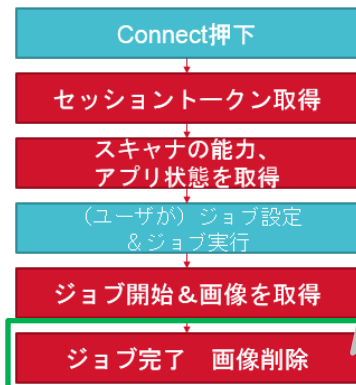 Connect押下
セッショントークン取得
スキャナの能力、
アプリ状態を取得
（ユーザが）ジョブ設定
＆ジョブ実行
ジョブ開始＆画像を取得
ジョブ完了　画像削除